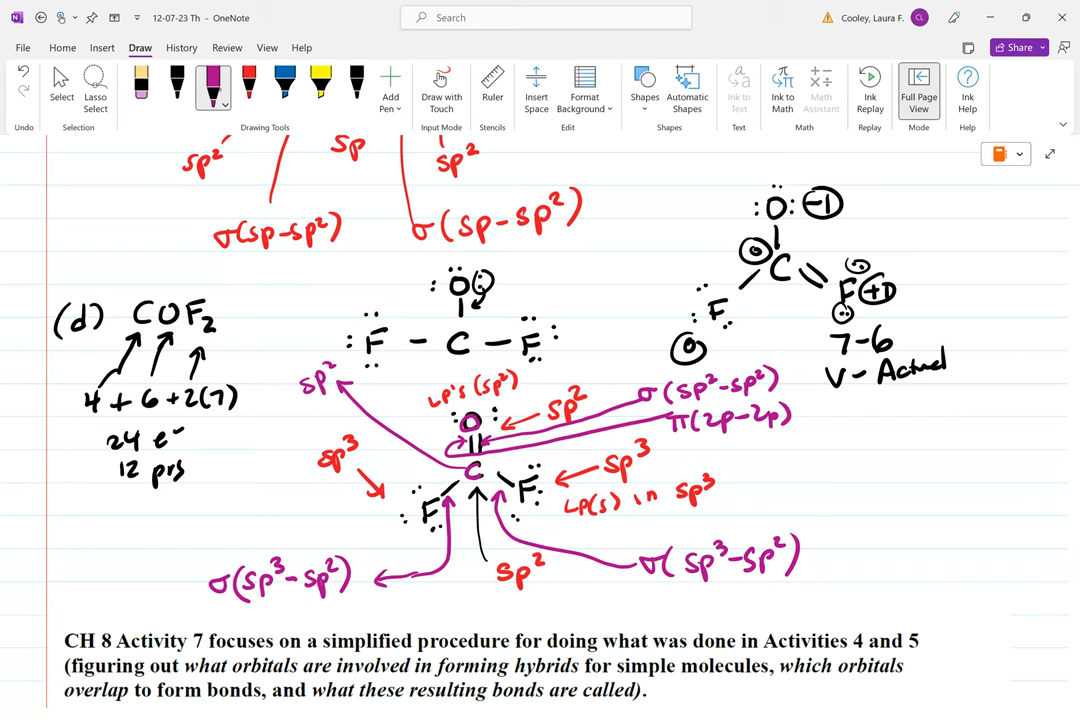 12-07-23 Th - OneNote
Search
Cooley, Laura F.
CL
File Home Insert Draw History Review View Help
Share
Undo
Select
Lasso Select
Selection
Drawing Tools
Add Pen
Draw with Touch
Input Mode
Ruler
Stencils
Insert Space
Format Background
Edit
Shapes
Automatic Shapes
Shapes
Ink to Text
Text
Ink to Math
Math Assistant
Math
Ink Replay
Replay
Full Page View
Mode
Ink Help
Help
sp²
sp
sp²
σ(sp-sp²)
σ(sp-sp²)
:Ö: -1
0 C
:F
F +1
0
7-6
V - Actual
(d) COF₂
4 + 6 + 2(7)
24 e⁻
12 prs
:Ö:
:F - C - F:
sp²
LP's (sp²)
:O:
sp²
σ(sp²-sp²)
π(2p-2p)
C
sp³
:F
F:
sp³
LP(s) in sp³
σ(sp³-sp²)
sp²
σ(sp³-sp²)
CH 8 Activity 7 focuses on a simplified procedure for doing what was done in Activities 4 and 5
(figuring out what orbitals are involved in forming hybrids for simple molecules, which orbitals
overlap to form bonds, and what these resulting bonds are called).